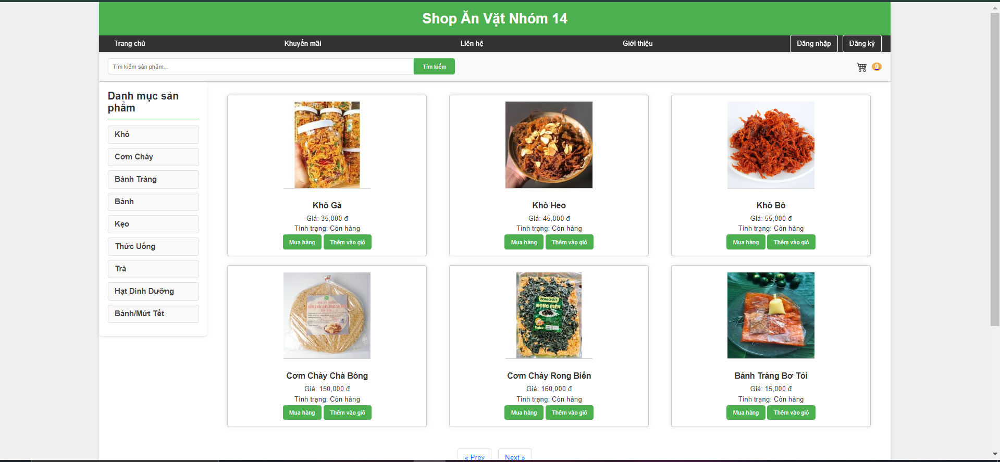 Shop Ăn Vặt Nhóm 14
Trang chủ
Khuyến mãi
Liên hệ
Giới thiệu
Đăng nhập
Đăng ký
Tìm kiếm sản phẩm...
Tìm kiếm
0
Danh mục sản
phẩm
Khô
Cơm Cháy
Bánh Tráng
Bánh
Kẹo
Thức Uống
Trà
Hạt Dinh Dưỡng
Bánh/Mứt Tết
Khô Gà
Giá: 35,000 đ
Tình trạng: Còn hàng
Mua hàng
Thêm vào giỏ
Khô Heo
Giá: 45,000 đ
Tình trạng: Còn hàng
Mua hàng
Thêm vào giỏ
Khô Bò
Giá: 55,000 đ
Tình trạng: Còn hàng
Mua hàng
Thêm vào giỏ
Cơm Cháy Chà Bông
Giá: 150,000 đ
Tình trạng: Còn hàng
Mua hàng
Thêm vào giỏ
CƠM CHÁY
RONG BIỂN
Bubu
Cơm Cháy Rong Biển
Giá: 160,000 đ
Tình trạng: Còn hàng
Mua hàng
Thêm vào giỏ
Bánh Tráng Bơ Tỏi
Giá: 15,000 đ
Tình trạng: Còn hàng
Mua hàng
Thêm vào giỏ
« Prev
Next »